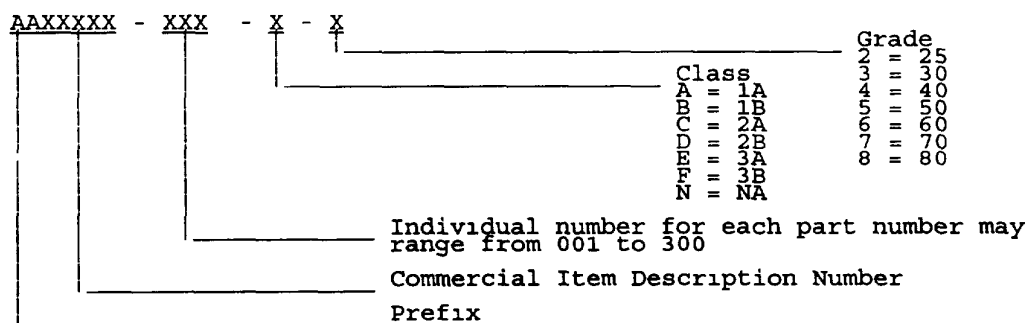 AAXXXXX - XXX - X - X
Grade
2 = 25
3 = 30
4 = 40
5 = 50
6 = 60
7 = 70
8 = 80
Class
A = 1A
B = 1B
C = 2A
D = 2B
E = 3A
F = 3B
N = NA
Individual number for each part number may
range from 001 to 300
Commercial Item Description Number
Prefix